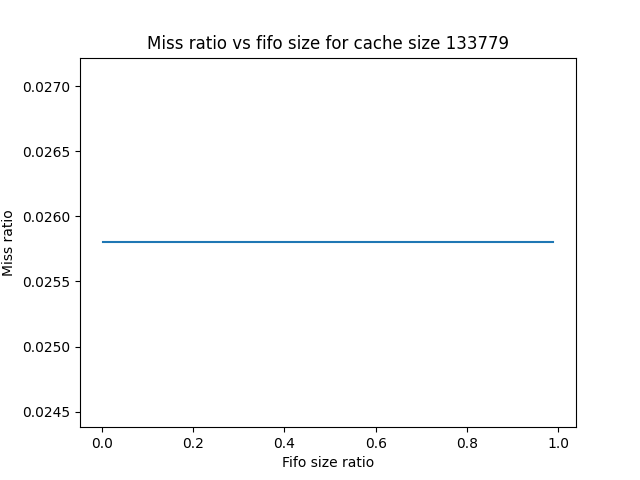 Miss ratio vs fifo size for cache size 133779
0.0270
0.0265
0.0260
0.0255
0.0250
0.0245
Miss ratio
0.0 0.2 0.4 0.6 0.8 1.0
Fifo size ratio